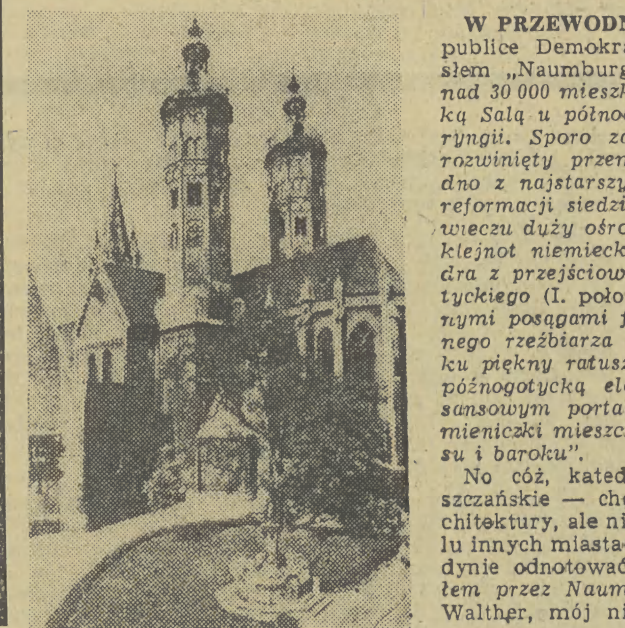 W PRZEWODN
publice Demokra
słem „Naumburg
nad 30 000 mieszk
ką Salą u półno
ryngii. Sporo za
rozwinięty przem
dno z najstarszy
reformacji siedzi
wieczu duży ośro
klejnot niemieck
dra z przejściow
tyckiego (I. poło
nymi posągami f
nego rzeźbiarza
ku piękny ratusz
późnogotycką ele
sansowym porta
mieniczki mieszc
su i baroku”.
No cóż, kated
szczańskie — cho
chitektury, ale ni
lu innych miasta
dynie odnotować
łem przez Naum
Walther, mój ni